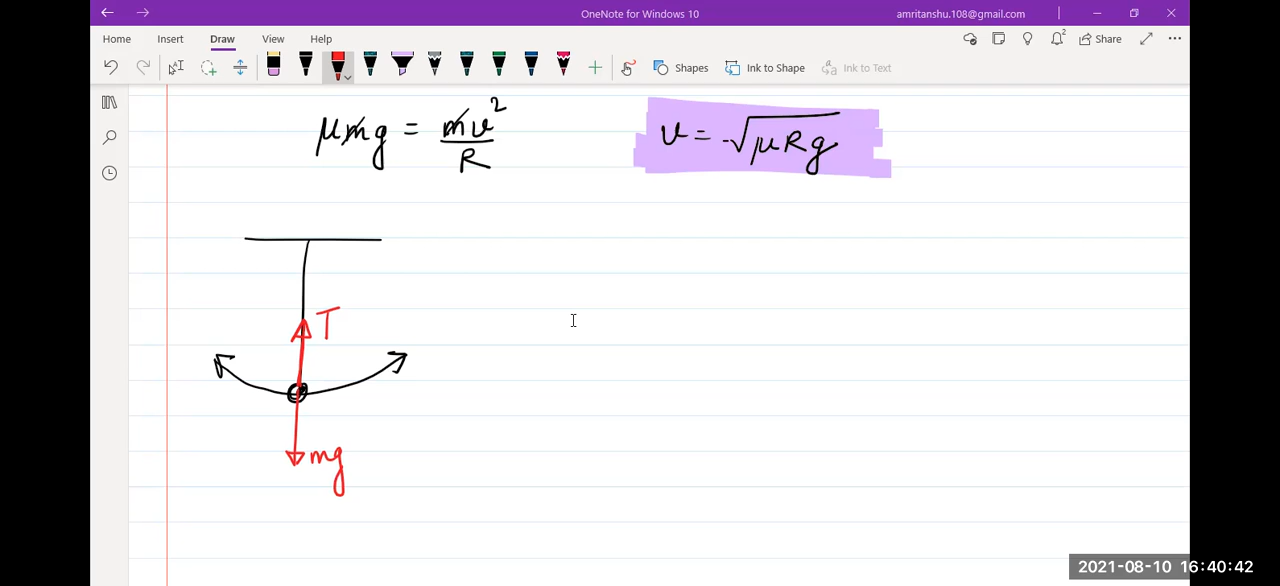 OneNote for Windows 10
amritanshu.108@gmail.com
Home Insert Draw View Help
Share
Shapes
Ink to Shape
Ink to Text
μmg = mv²/R
v = √μRg
T
mg
2021-08-10 16:40:42